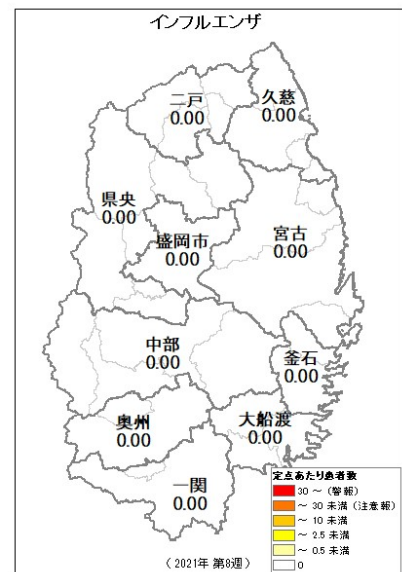 インフルエンザ
二戸
0.00
久慈
0.00
県央
0.00
盛岡市
0.00
宮古
0.00
中部
0.00
釜石
0.00
奥州
0.00
大船渡
0.00
一関
0.00
定点あたり患者数
30 ~ (警報)
~ 30 未満 (注意報)
~ 10 未満
~ 2.5 未満
~ 0.5 未満
0
(2021年 第8週)